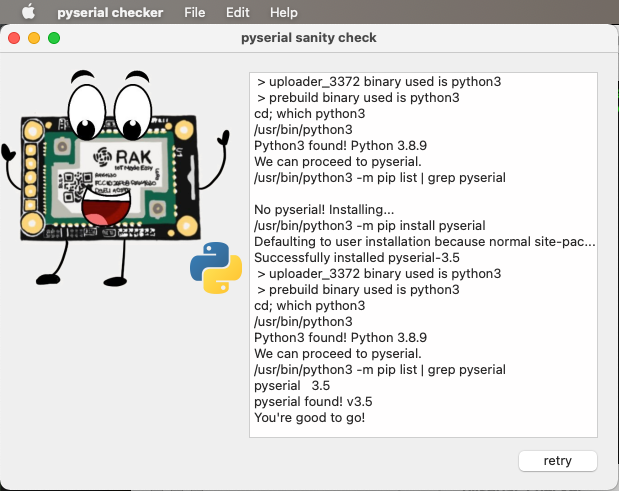 pyserial checker File Edit Help
pyserial sanity check
> uploader_3372 binary used is python3
> prebuild binary used is python3
cd; which python3
/usr/bin/python3
Python3 found! Python 3.8.9
We can proceed to pyserial.
/usr/bin/python3 -m pip list | grep pyserial
No pyserial! Installing...
/usr/bin/python3 -m pip install pyserial
Defaulting to user installation because normal site-pac...
Successfully installed pyserial-3.5
> uploader_3372 binary used is python3
> prebuild binary used is python3
cd; which python3
/usr/bin/python3
Python3 found! Python 3.8.9
We can proceed to pyserial.
/usr/bin/python3 -m pip list | grep pyserial
pyserial 3.5
pyserial found! v3.5
You're good to go!
retry
RAK
IoT Made Easy